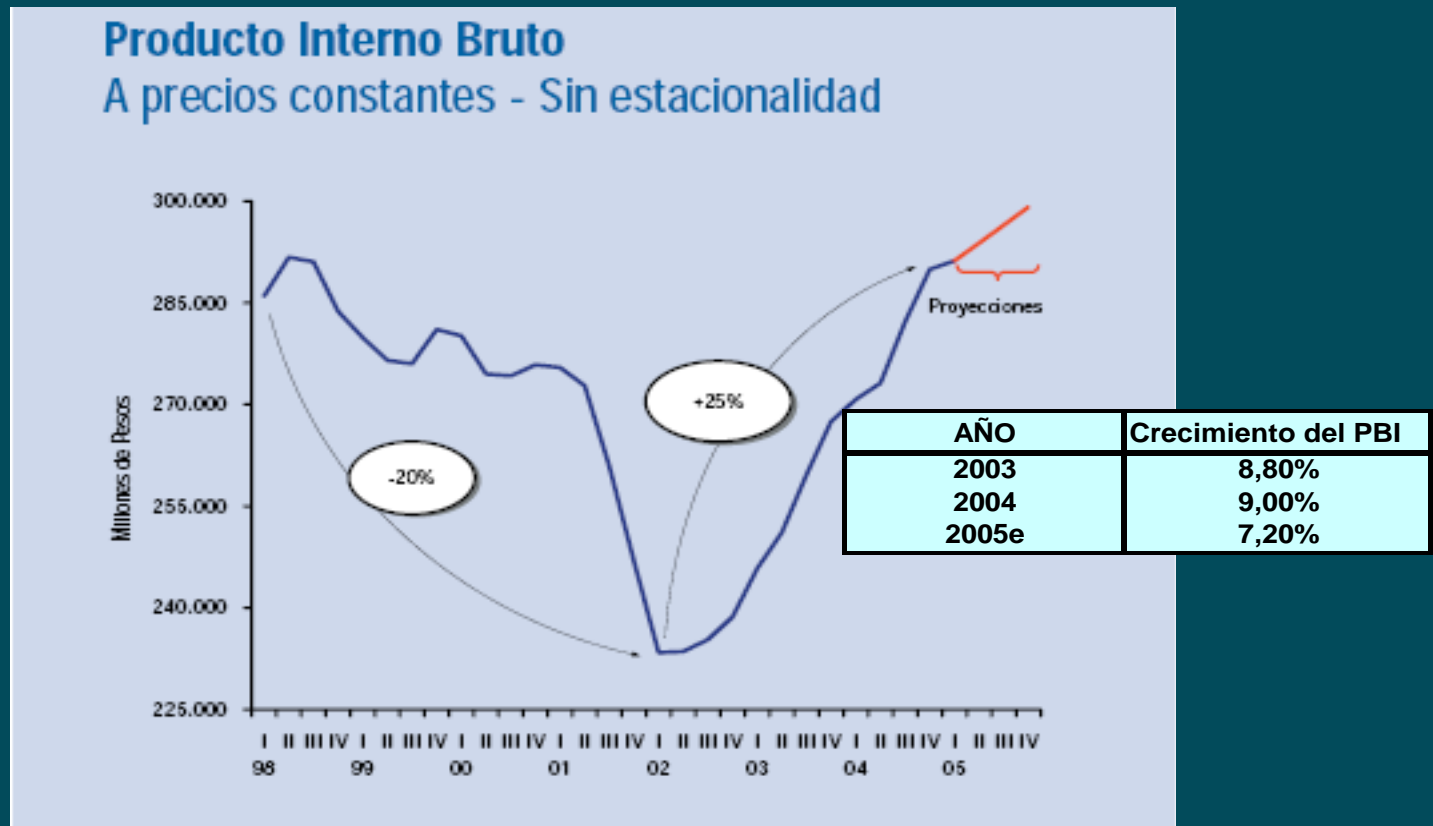 Producto Interno Bruto
A precios constantes - Sin estacionalidad
300.000
285.000
270.000
255.000
240.000
225.000
Millones de Pesos
-20%
+25%
Proyecciones
I II III IV I II III IV I II III IV I II III IV I II III IV I II III IV I II III IV I II III IV
98 99 00 01 02 03 04 05
AÑO Crecimiento del PBI
2003 8,80%
2004 9,00%
2005e 7,20%